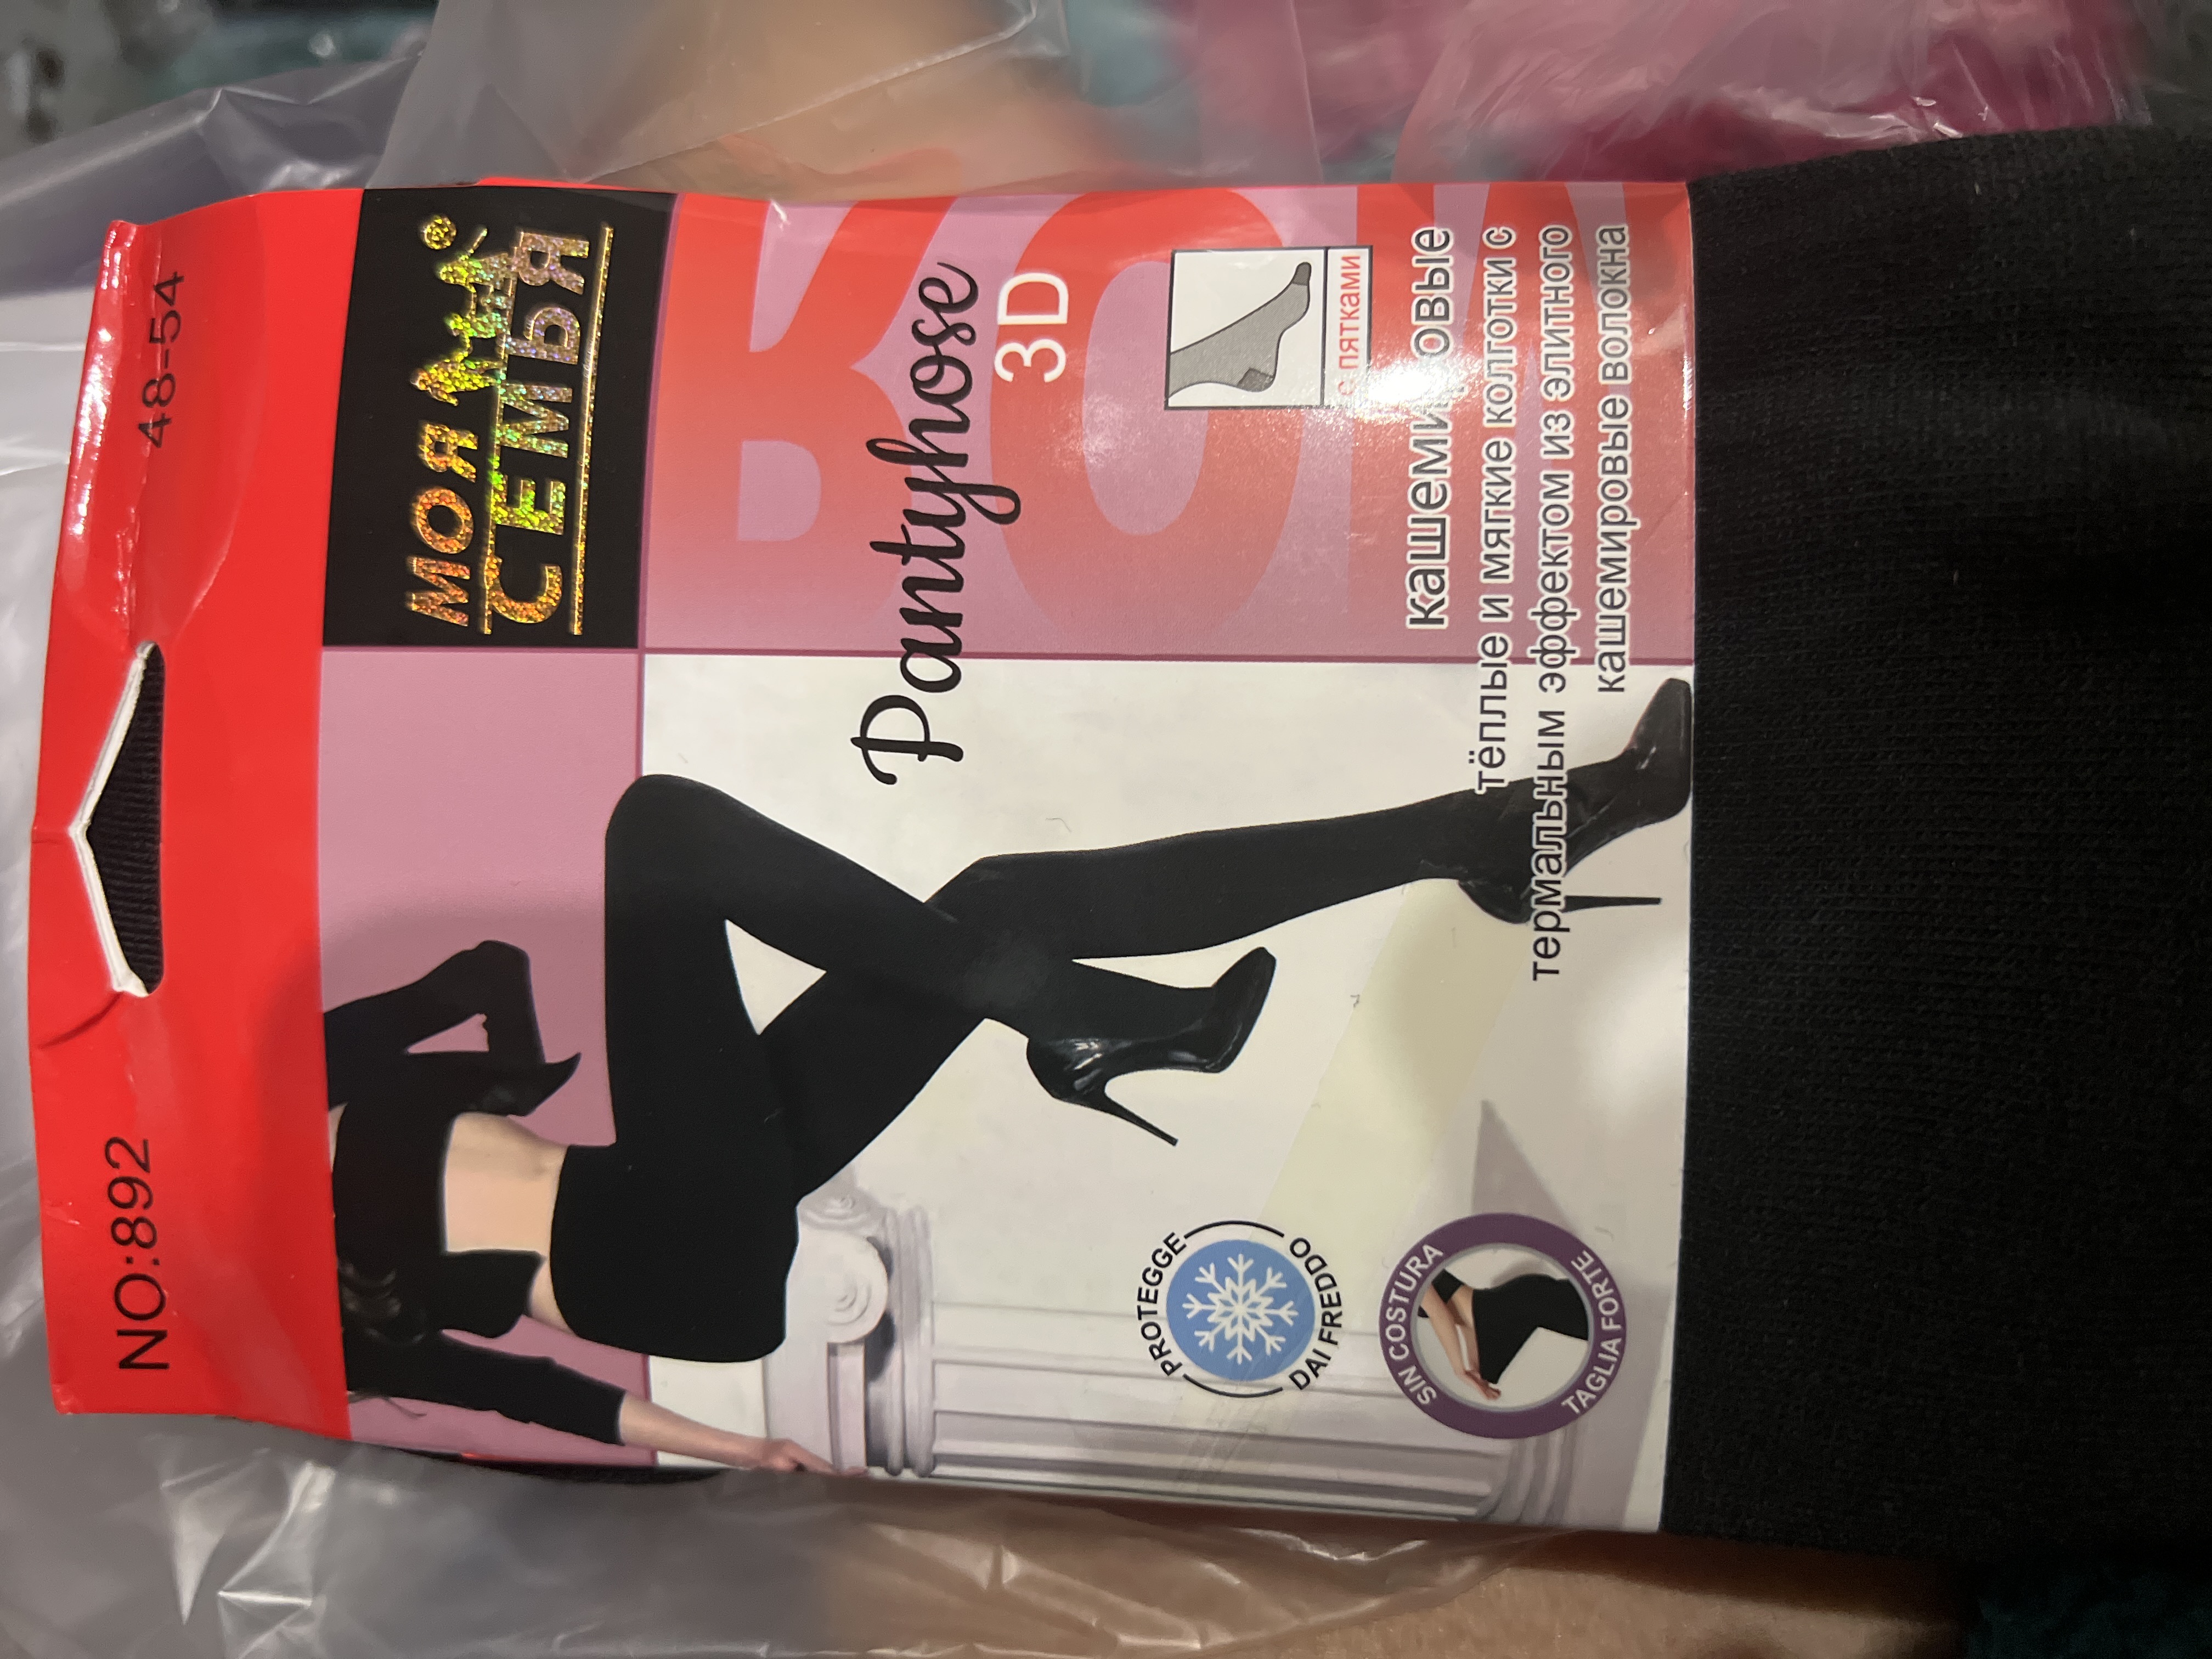 NO:892
48-54
МОЯ
СЕМЬЯ®
Pantyhose
3D
С ПЯТКАМИ
кашемировые
тёплые и мягкие колготки с
термальным эффектом из элитного
кашемировые волокна
PROTEGGE
DAI FREDDO
SIN COSTURA
TAGLIA FORTE